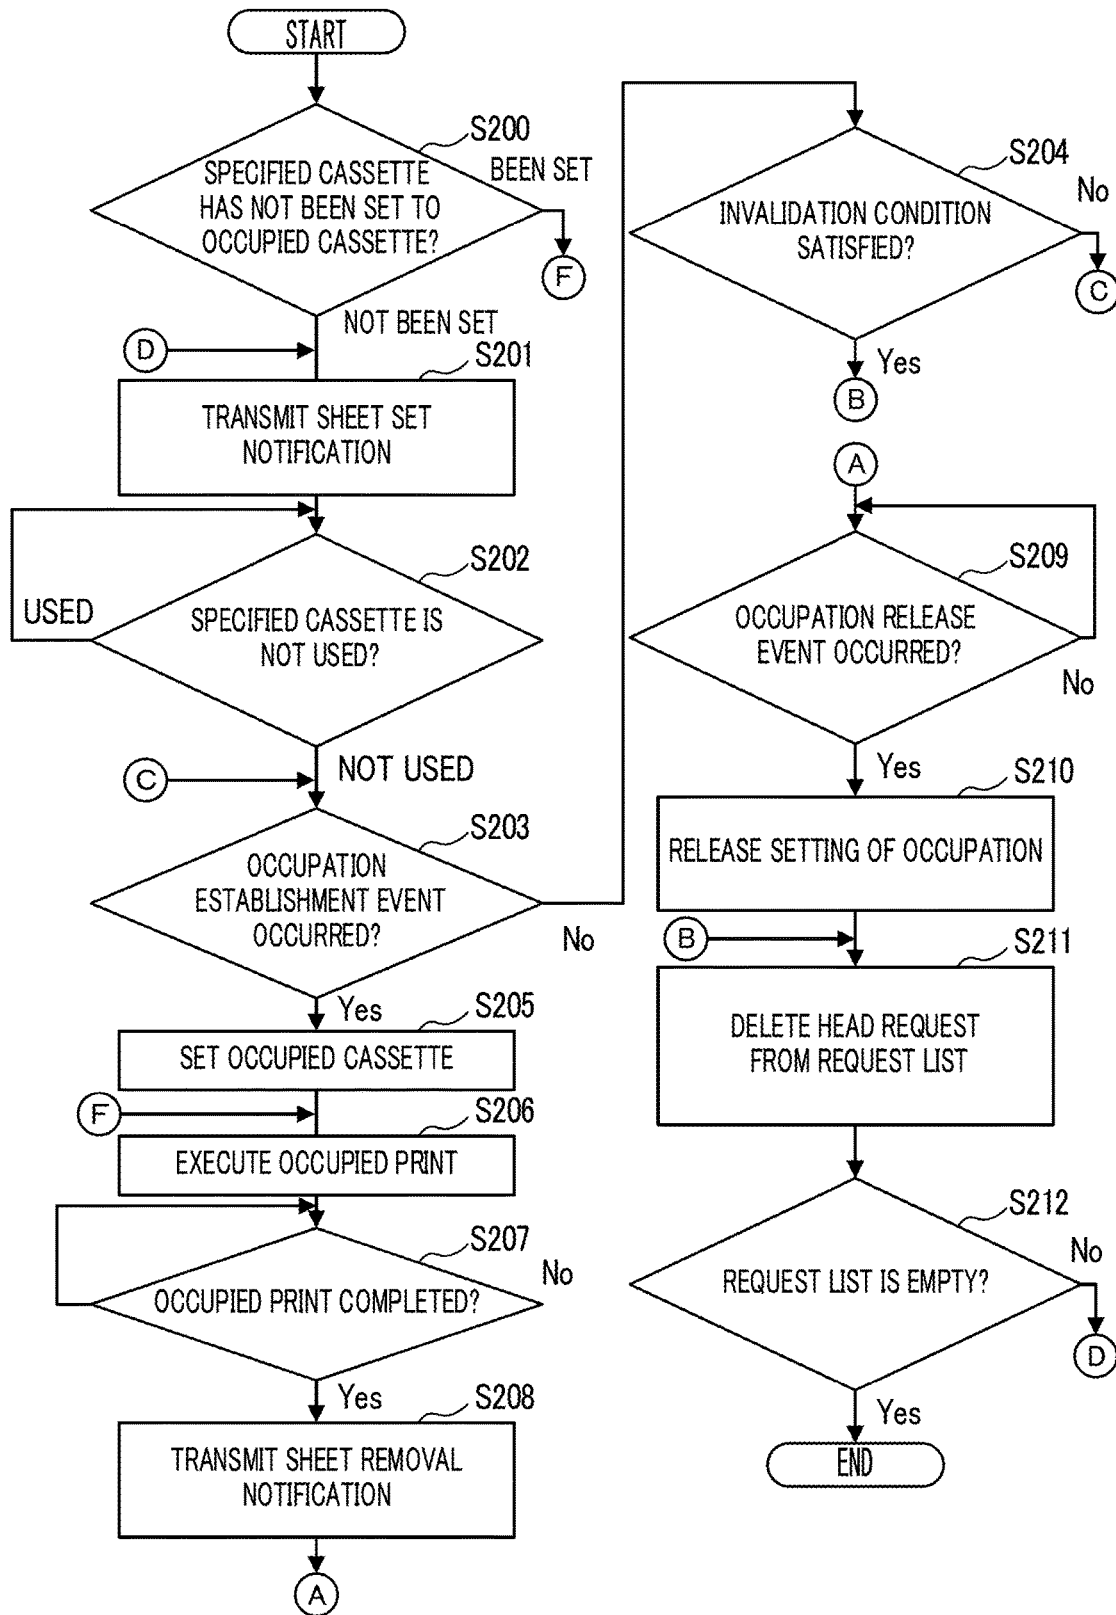 START
S200
SPECIFIED CASSETTE
HAS NOT BEEN SET TO
OCCUPIED CASSETTE?
BEEN SET
F
NOT BEEN SET
D
S201
TRANSMIT SHEET SET
NOTIFICATION
S202
USED
SPECIFIED CASSETTE IS
NOT USED?
C
NOT USED
S203
OCCUPATION
ESTABLISHMENT EVENT
OCCURRED?
No
Yes
S205
SET OCCUPIED CASSETTE
F
S206
EXECUTE OCCUPIED PRINT
S207
No
OCCUPIED PRINT COMPLETED?
Yes
S208
TRANSMIT SHEET REMOVAL
NOTIFICATION
A
S204
No
INVALIDATION CONDITION
SATISFIED?
C
Yes
B
A
S209
OCCUPATION RELEASE
EVENT OCCURRED?
No
Yes
S210
RELEASE SETTING OF OCCUPATION
B
S211
DELETE HEAD REQUEST
FROM REQUEST LIST
S212
No
REQUEST LIST IS EMPTY?
D
Yes
END